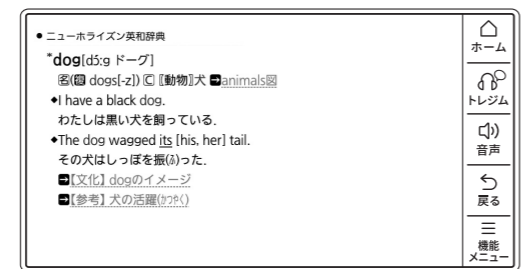 ● ニューホライズン英和辞典
*dog[dɔ́ːg ドーグ]
名(複 dogs[-z]) C 〖動物〗犬 ➡animals図
◆I have a black dog.
わたしは黒い犬を飼っている.
◆The dog wagged its [his, her] tail.
その犬はしっぽを振(ふ)った.
➡【文化】dogのイメージ
➡【参考】犬の活躍(かつやく)
ホーム
トレジム
音声
戻る
機能
メニュー